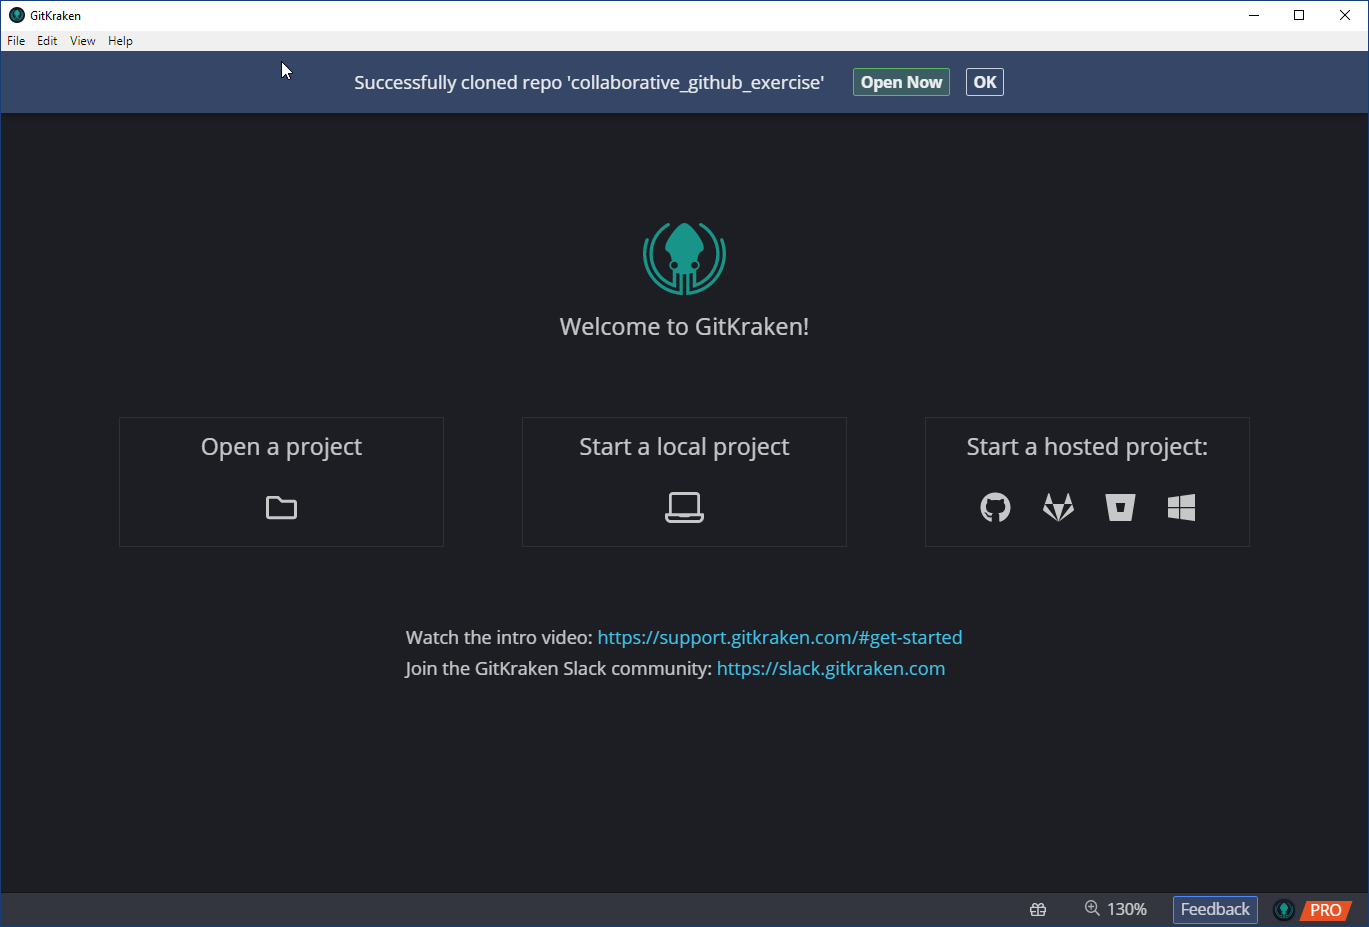 GitKraken
File Edit View Help
Successfully cloned repo 'collaborative_github_exercise' Open Now OK
Welcome to GitKraken!
Open a project Start a local project Start a hosted project:
Watch the intro video: https://support.gitkraken.com/#get-started
Join the GitKraken Slack community: https://slack.gitkraken.com
130% Feedback PRO